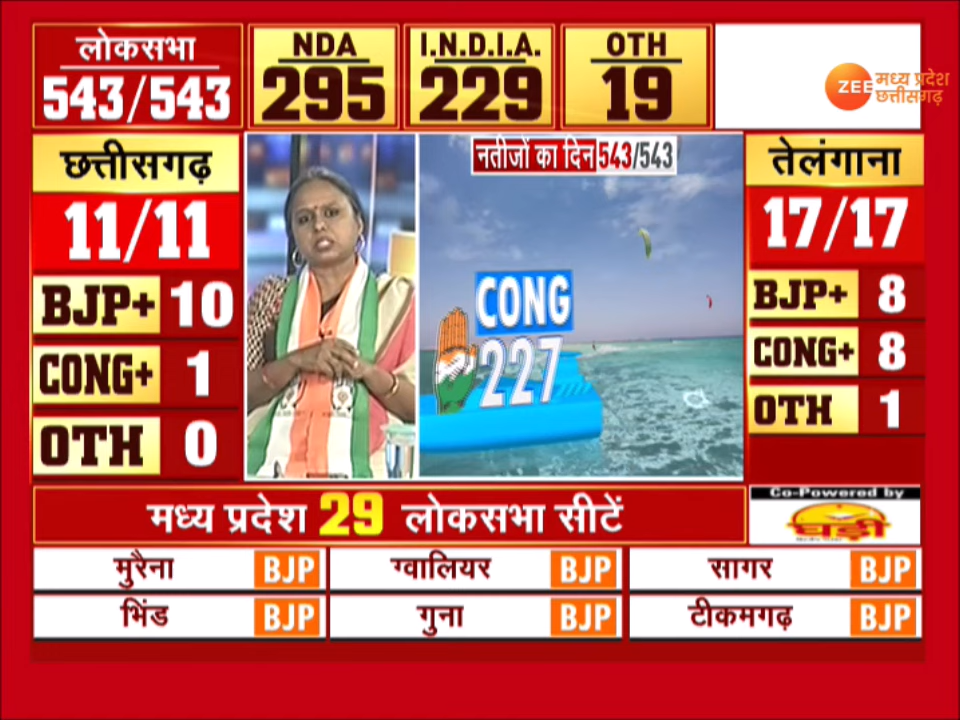 लोकसभा
543/543
NDA
295
I.N.D.I.A.
229
OTH
19
ZEE मध्य प्रदेश
छत्तीसगढ़
छत्तीसगढ़
11/11
BJP+ 10
CONG+ 1
OTH 0
नतीजों का दिन 543/543
CONG
227
तेलंगाना
17/17
BJP+ 8
CONG+ 8
OTH 1
मध्य प्रदेश 29 लोकसभा सीटें
Co-Powered by
घड़ी
मुरैना BJP ग्वालियर BJP सागर BJP
भिंड BJP गुना BJP टीकमगढ़ BJP